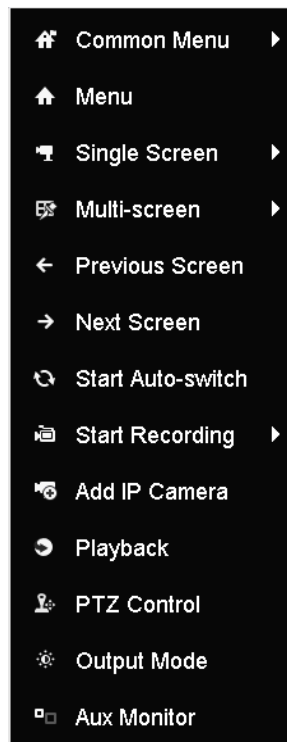 Common Menu
Menu
Single Screen
Multi-screen
Previous Screen
Next Screen
Start Auto-switch
Start Recording
Add IP Camera
Playback
PTZ Control
Output Mode
Aux Monitor